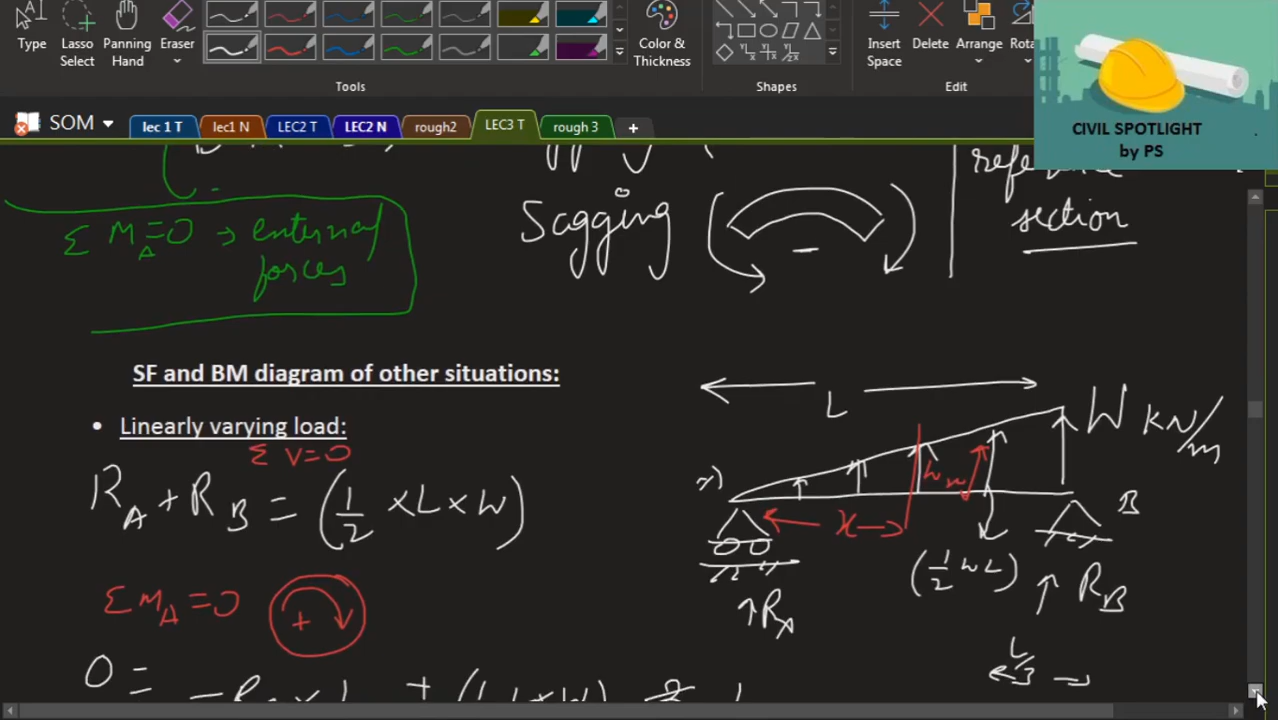 Type
Lasso
Select
Panning
Hand
Eraser
Color &
Thickness
Insert
Space
Delete
Arrange
Rota
Tools
Shapes
Edit
CIVIL SPOTLIGHT
by PS
SOM
lec 1 T
lec1 N
LEC2 T
LEC2 N
rough2
LEC3 T
rough 3
Sagging
-
section
Σ M_A = 0 → external
forces
SF and BM diagram of other situations:
• Linearly varying load:
Σ V = 0
R_A + R_B = (1/2 × L × W)
Σ M_A = 0
+
0 =
L
W KN/m
x
B
(1/2 WL)
↑R_A
↑ R_B
L/3